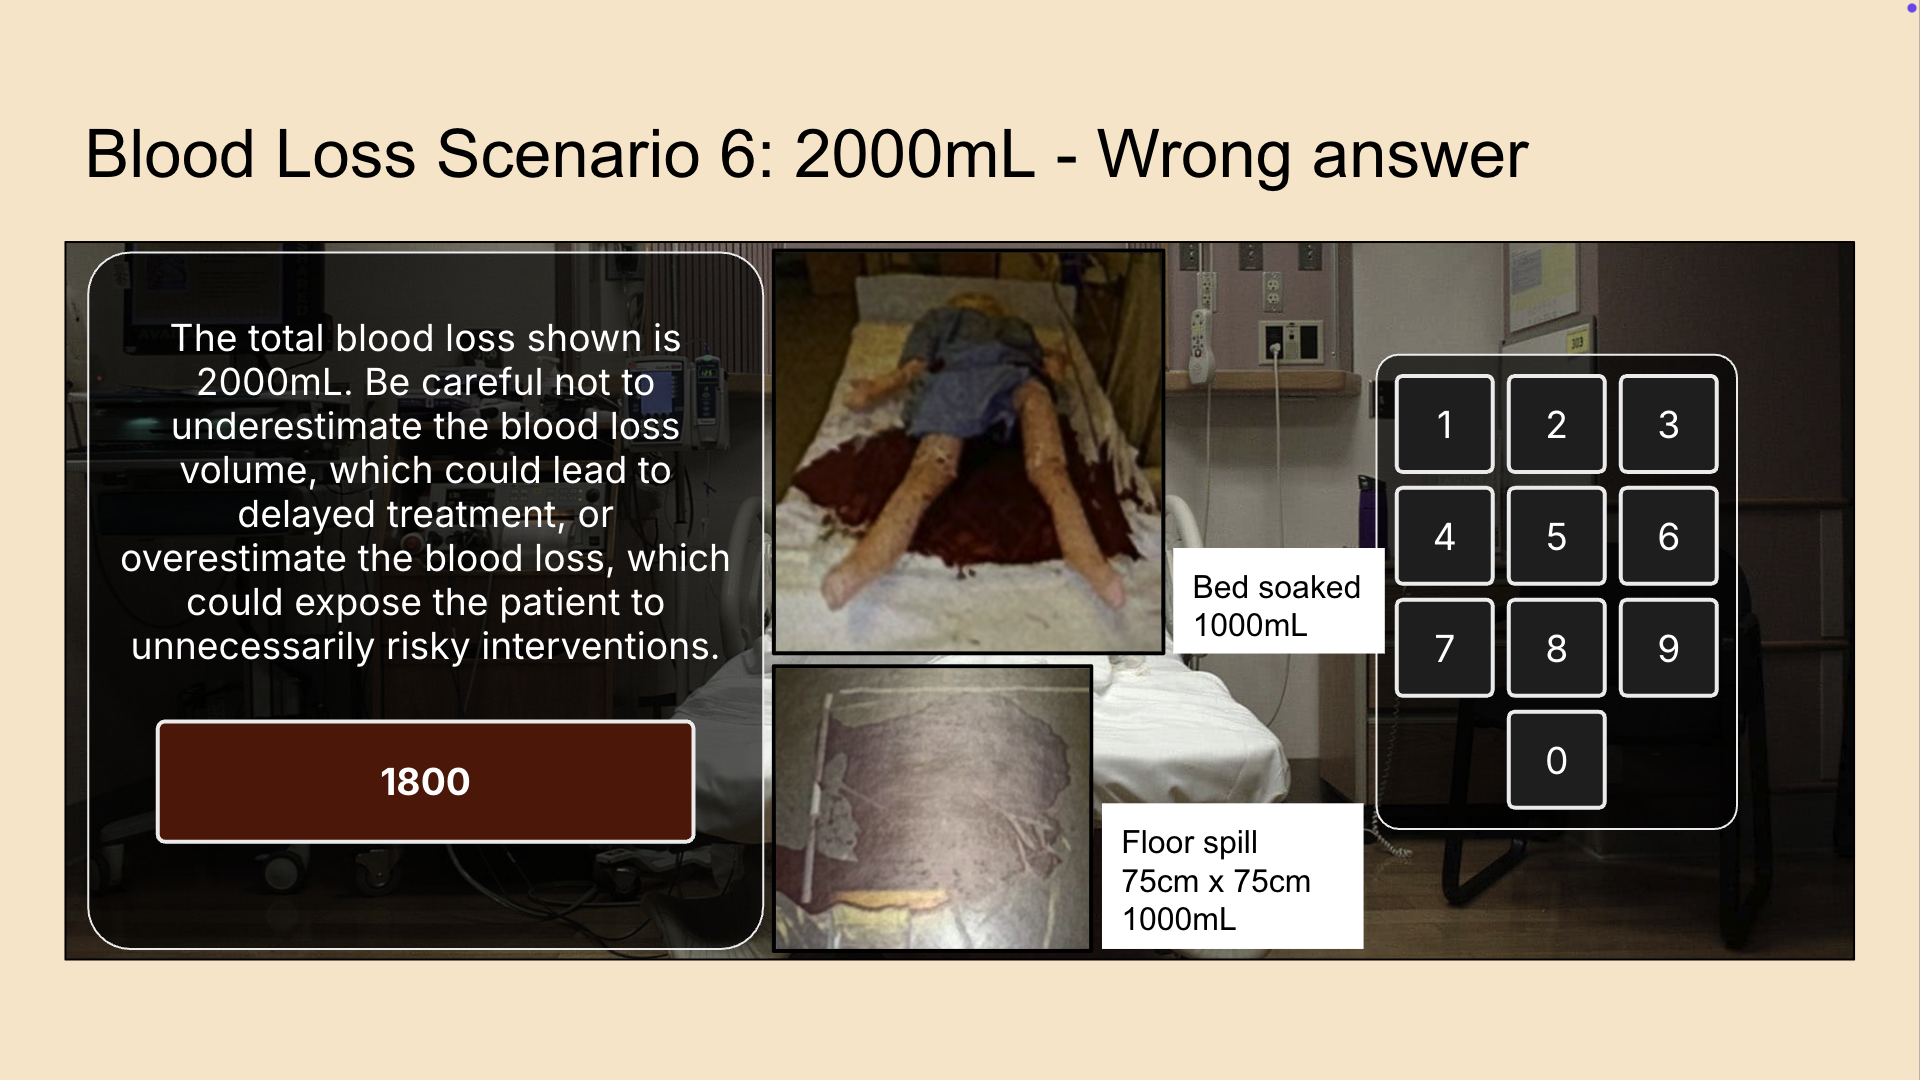 Blood Loss Scenario 6: 2000mL - Wrong answer
The total blood loss shown is
2000mL. Be careful not to
underestimate the blood loss
volume, which could lead to
delayed treatment, or
overestimate the blood loss, which
could expose the patient to
unnecessarily risky interventions.
1800
Bed soaked
1000mL
Floor spill
75cm x 75cm
1000mL
1 2 3
4 5 6
7 8 9
0
303